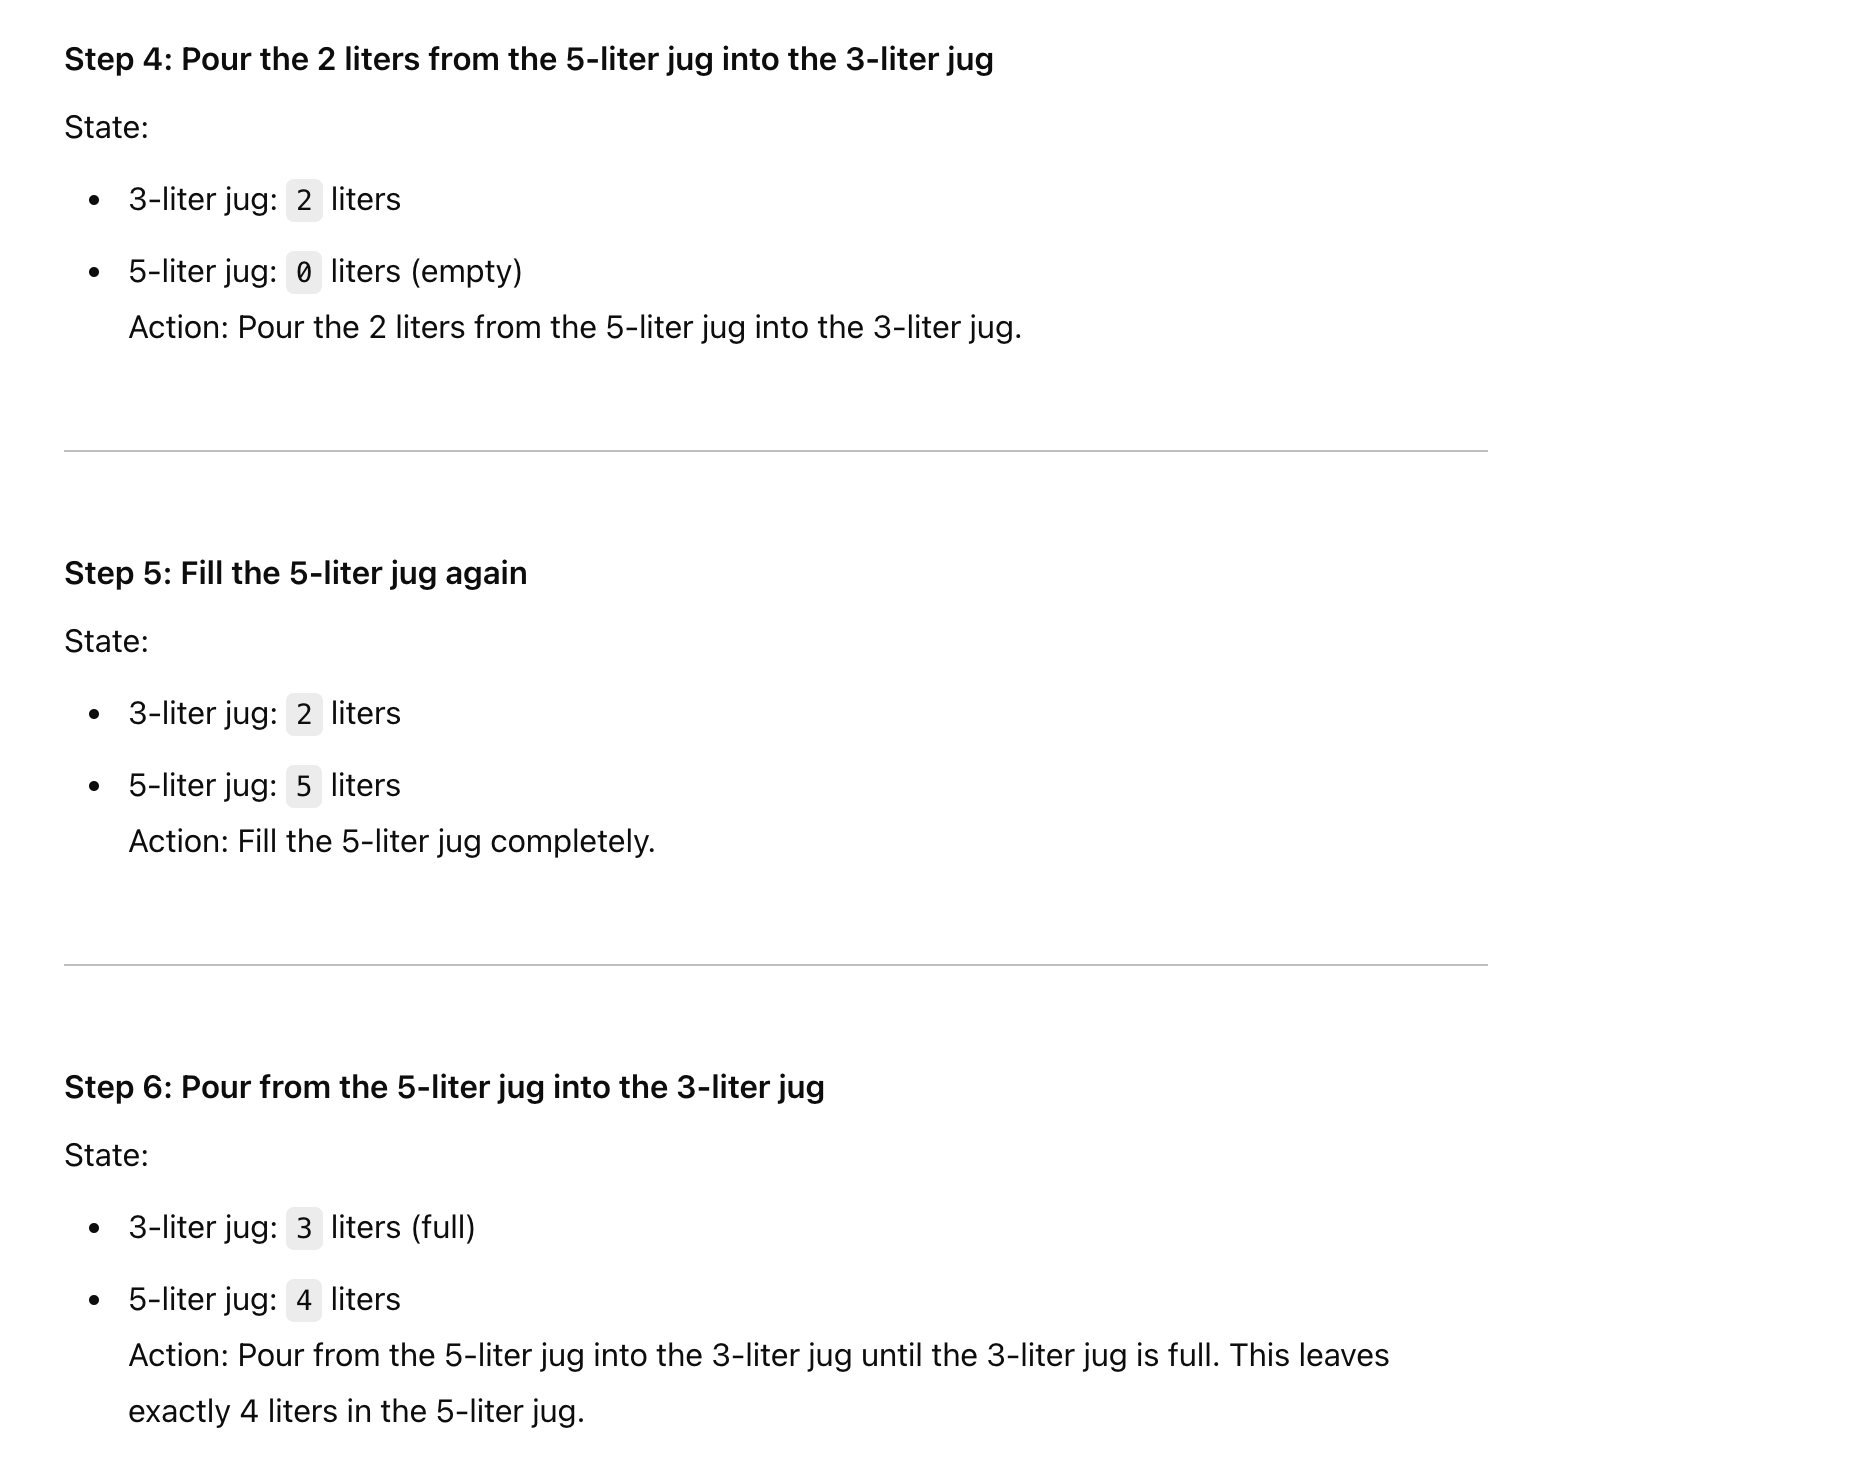 Step 4: Pour the 2 liters from the 5-liter jug into the 3-liter jug
State:
• 3-liter jug: 2 liters
• 5-liter jug: 0 liters (empty)
Action: Pour the 2 liters from the 5-liter jug into the 3-liter jug.
Step 5: Fill the 5-liter jug again
State:
• 3-liter jug: 2 liters
• 5-liter jug: 5 liters
Action: Fill the 5-liter jug completely.
Step 6: Pour from the 5-liter jug into the 3-liter jug
State:
• 3-liter jug: 3 liters (full)
• 5-liter jug: 4 liters
Action: Pour from the 5-liter jug into the 3-liter jug until the 3-liter jug is full. This leaves
exactly 4 liters in the 5-liter jug.